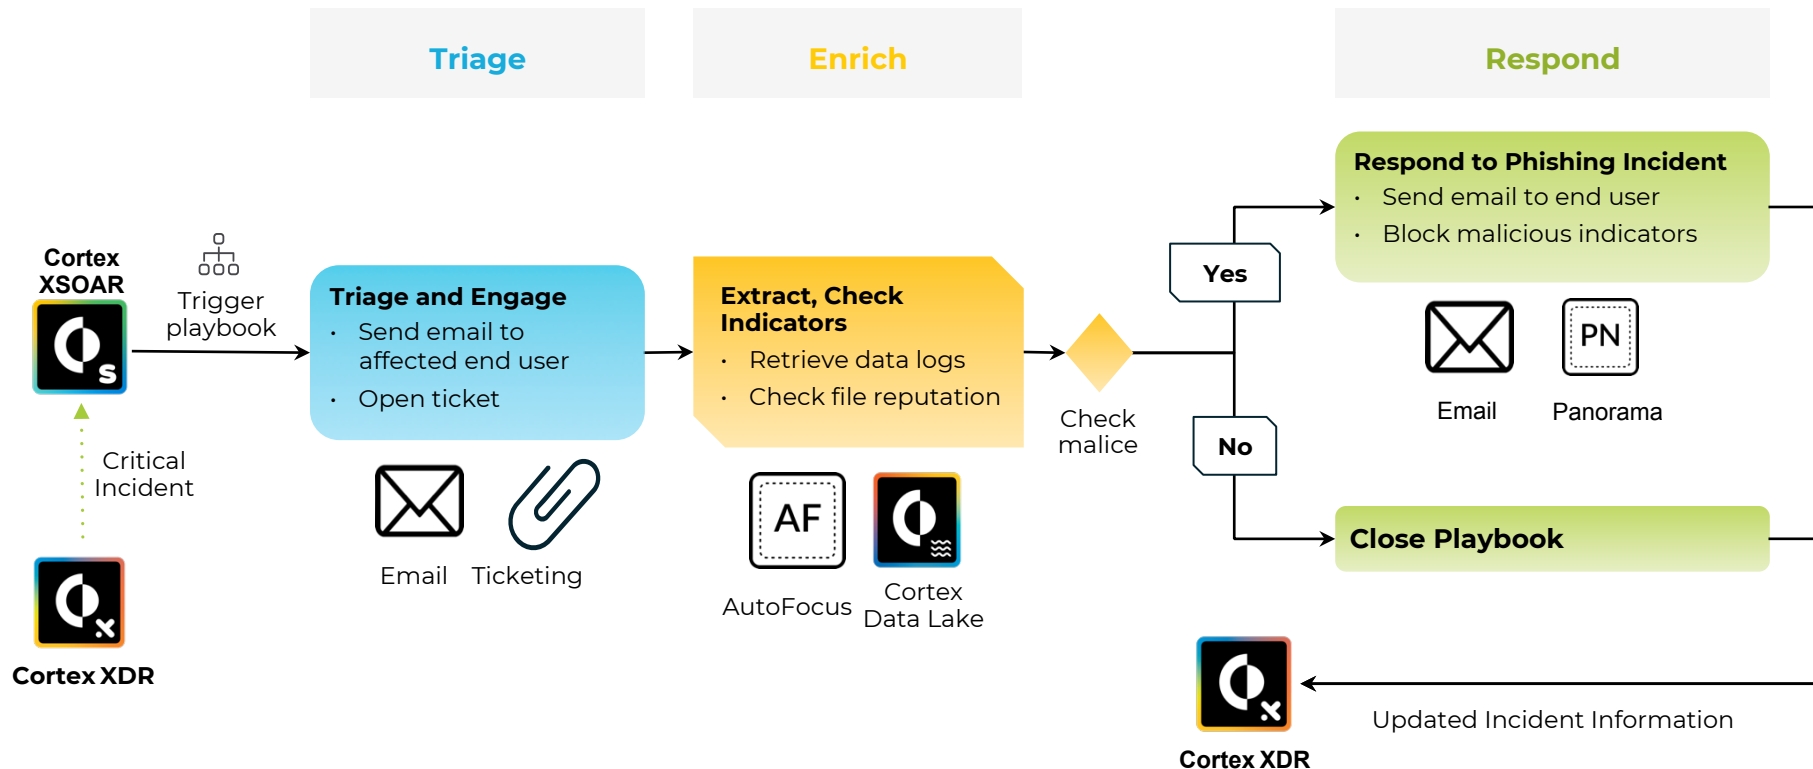 Triage
Enrich
Respond
Cortex
XSOAR
S
Trigger
playbook
Critical
Incident
Cortex XDR
Triage and Engage
• Send email to
affected end user
• Open ticket
Email
Ticketing
Extract, Check
Indicators
• Retrieve data logs
• Check file reputation
AF
AutoFocus
Cortex
Data Lake
Check
malice
Yes
No
Respond to Phishing Incident
• Send email to end user
• Block malicious indicators
Email
PN
Panorama
Close Playbook
Updated Incident Information
Cortex XDR